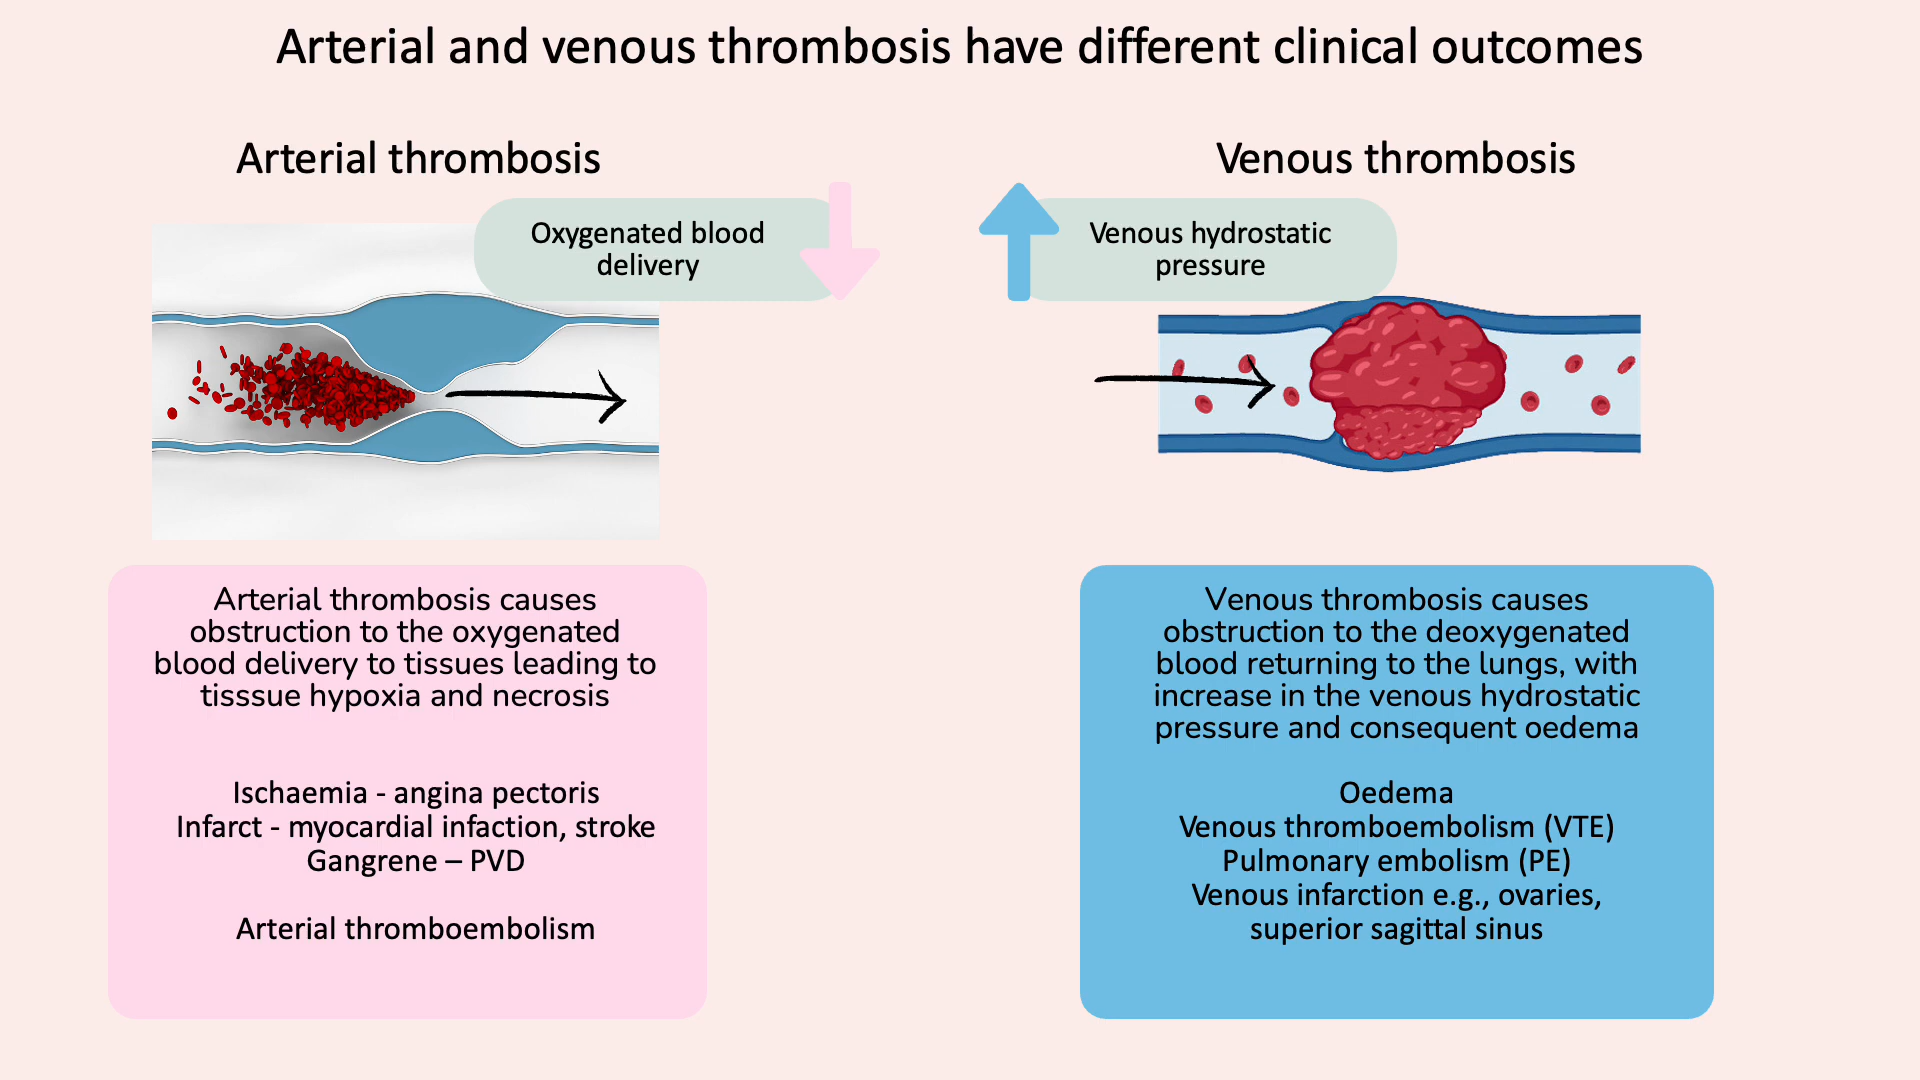 Arterial and venous thrombosis have different clinical outcomes
Arterial thrombosis
Oxygenated blood
delivery
Arterial thrombosis causes
obstruction to the oxygenated
blood delivery to tissues leading to
tisssue hypoxia and necrosis
Ischaemia - angina pectoris
Infarct - myocardial infaction, stroke
Gangrene – PVD
Arterial thromboembolism
Venous thrombosis
Venous hydrostatic
pressure
Venous thrombosis causes
obstruction to the deoxygenated
blood returning to the lungs, with
increase in the venous hydrostatic
pressure and consequent oedema
Oedema
Venous thromboembolism (VTE)
Pulmonary embolism (PE)
Venous infarction e.g., ovaries,
superior sagittal sinus